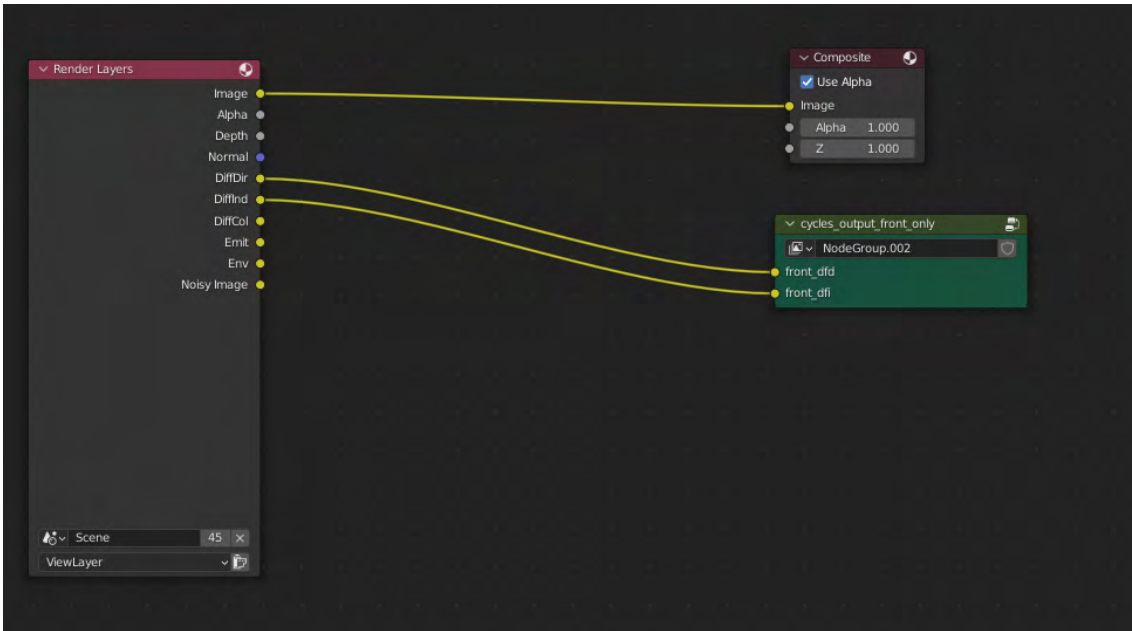 Render Layers
Image
Alpha
Depth
Normal
DiffDir
DiffInd
DiffCol
Emit
Env
Noisy Image
Scene 45
ViewLayer
Composite
Use Alpha
Image
Alpha 1.000
Z 1.000
cycles_output_front_only
NodeGroup.002
front_dfd
front_dfi